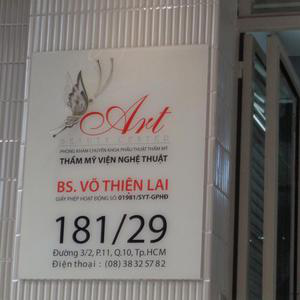 Art
BEAUTY CENTER
PHÒNG KHÁM CHUYÊN KHOA PHẪU THUẬT THẨM MỸ
THẨM MỸ VIỆN NGHỆ THUẬT
BS. VÕ THIỆN LAI
GIẤY PHÉP HOẠT ĐỘNG SỐ: 01981/SYT-GPHĐ
181/29
Đường 3/2, P.11, Q.10, Tp.HCM
Điện thoại : (08) 38 32 57 82